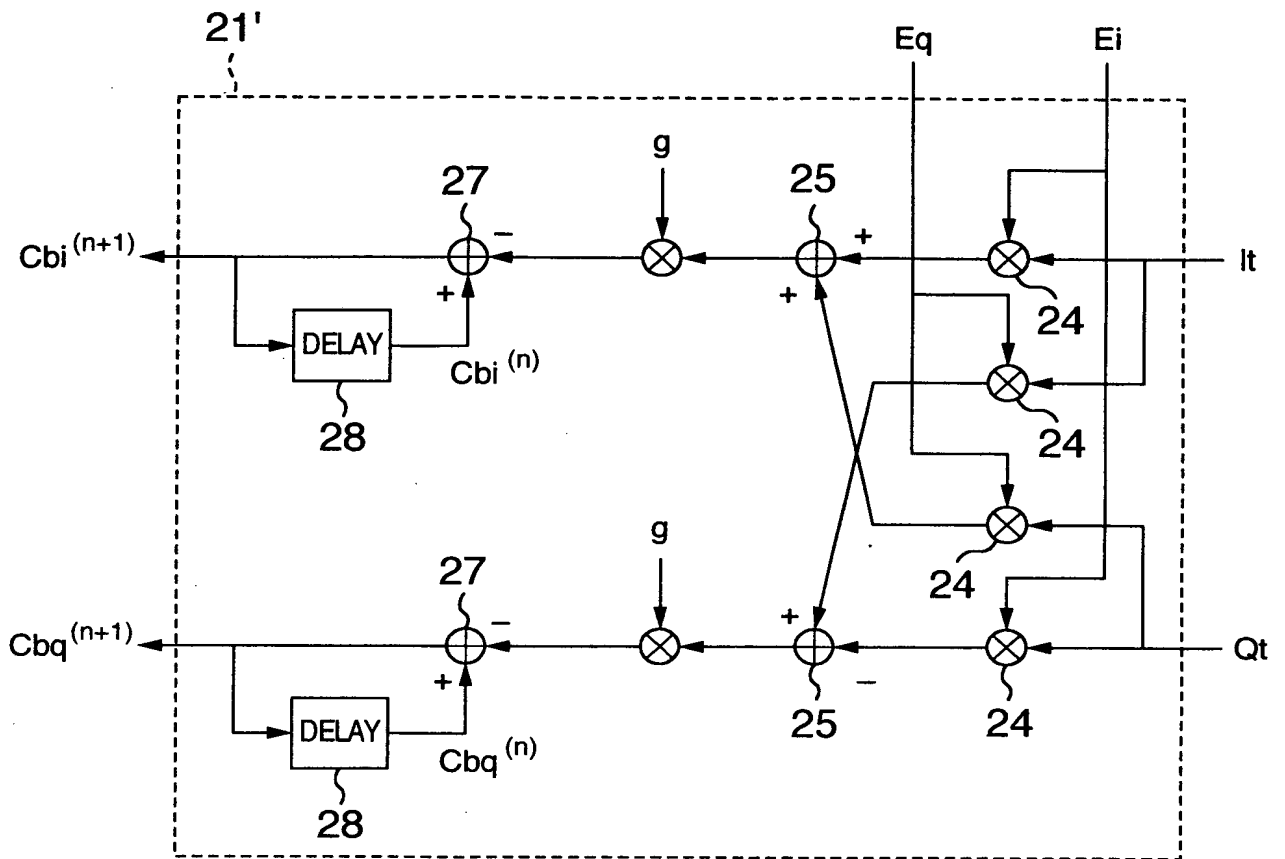 21'
Eq
Ei
g
27
25
Cbi (n+1)
−
+
It
+
+
24
DELAY
Cbi (n)
24
28
24
g
27
24
Cbq (n+1)
−
+
Qt
+
−
25
24
DELAY
Cbq (n)
28